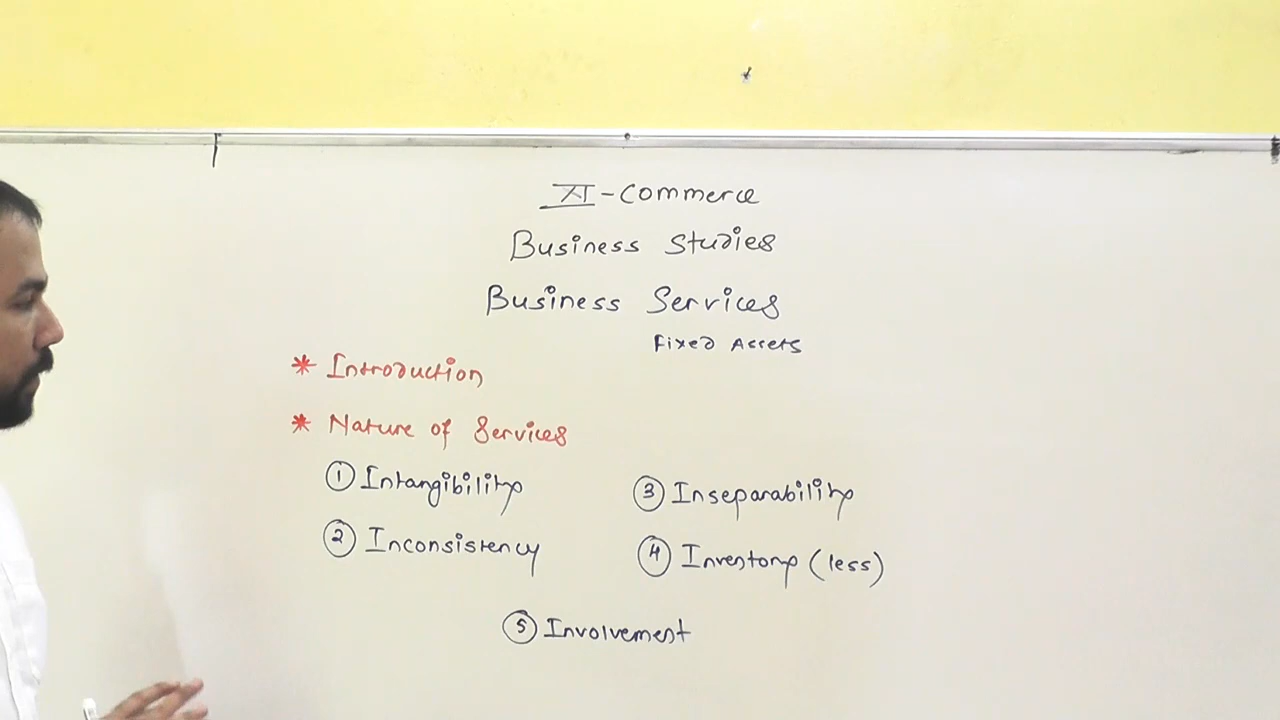 XI - Commerce
Business Studies
Business Services
Fixed Assets
* Introduction
* Nature of Services
① Intangibility
③ Inseparability
② Inconsistency
④ Inventory (less)
⑤ Involvement